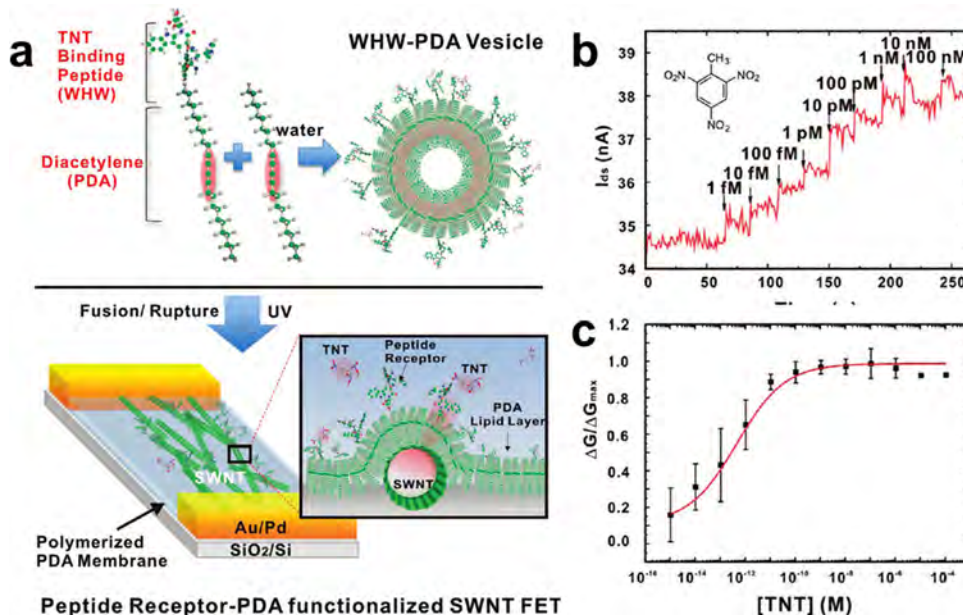 a
TNT
Binding
Peptide
(WHW)
Diacetylene
(PDA)
water
WHW-PDA Vesicle
Fusion/ Rupture
UV
TNT
Peptide
Receptor
TNT
PDA
Lipid Layer
SWNT
SWNT
Au/Pd
SiO₂/Si
Polymerized
PDA Membrane
Peptide Receptor-PDA functionalized SWNT FET
b
39
38
37
36
35
34
Ids (nA)
CH₃
O₂N
NO₂
NO₂
1 fM
10 fM
100 fM
1 pM
10 pM
100 pM
1 nM
10 nM
100 nM
0
50
100
150
200
250
c
1.2
1.0
0.8
0.6
0.4
0.2
0.0
ΔG/ΔGmax
10⁻¹⁶
10⁻¹⁴
10⁻¹²
10⁻¹⁰
10⁻⁸
10⁻⁶
10⁻⁴
[TNT] (M)